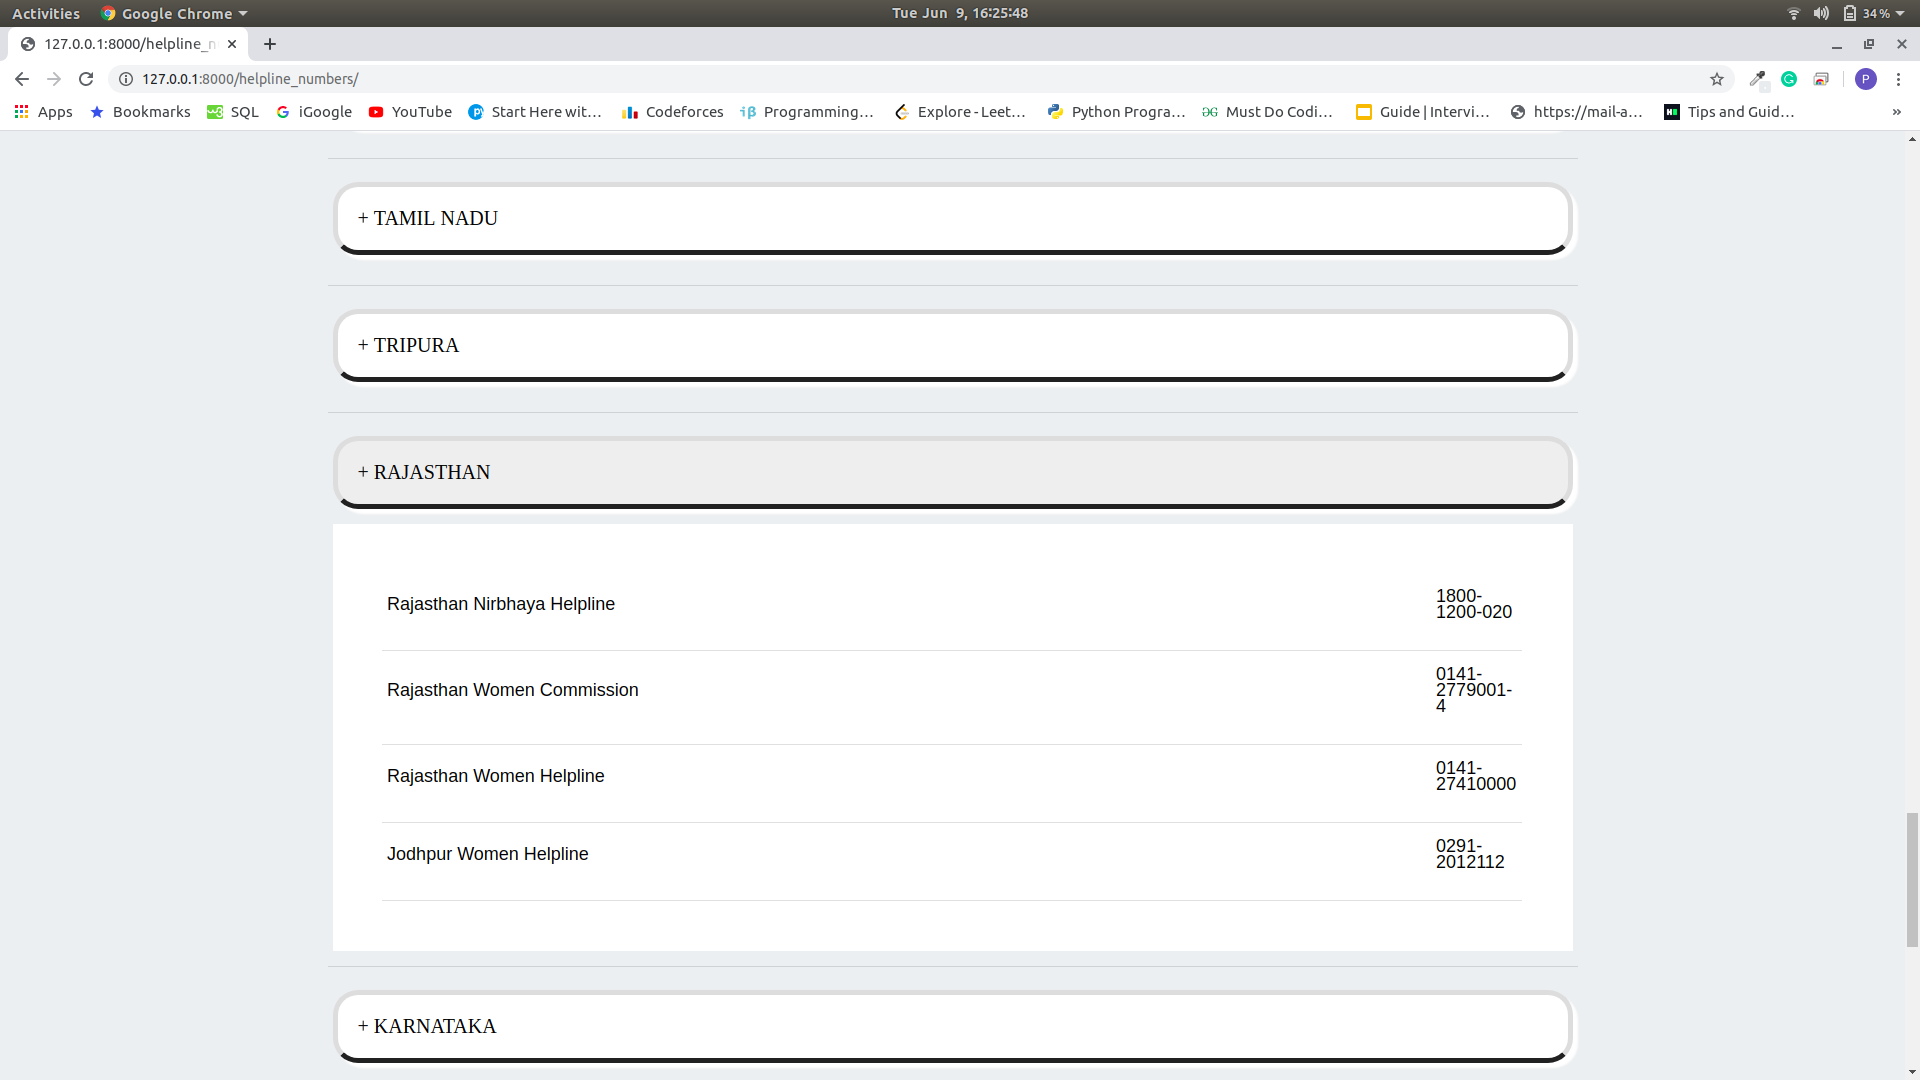 Activities Google Chrome Tue Jun 9, 16:25:48 34%
127.0.0.1:8000/helpline_n
127.0.0.1:8000/helpline_numbers/ P
Apps Bookmarks SQL iGoogle YouTube Start Here wit... Codeforces Programming... Explore - Leet... Python Progra... Must Do Codi... Guide | Intervi... https://mail-a... Tips and Guid... »
+ TAMIL NADU
+ TRIPURA
+ RAJASTHAN
Rajasthan Nirbhaya Helpline
1800-
1200-020
Rajasthan Women Commission
0141-
2779001-
4
Rajasthan Women Helpline
0141-
27410000
Jodhpur Women Helpline
0291-
2012112
+ KARNATAKA